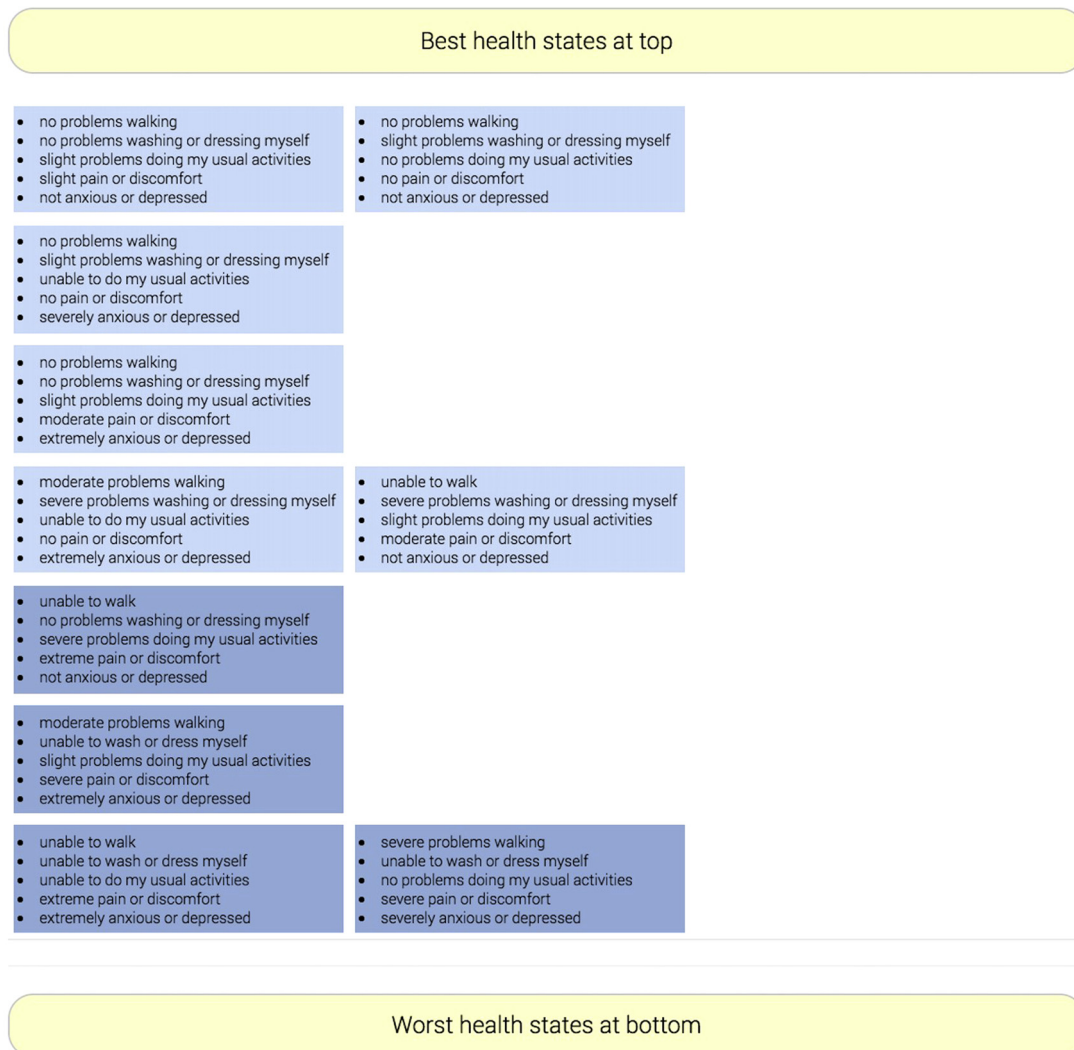 Best health states at top
• no problems walking
• no problems washing or dressing myself
• slight problems doing my usual activities
• slight pain or discomfort
• not anxious or depressed
• no problems walking
• slight problems washing or dressing myself
• no problems doing my usual activities
• no pain or discomfort
• not anxious or depressed
• no problems walking
• slight problems washing or dressing myself
• unable to do my usual activities
• no pain or discomfort
• severely anxious or depressed
• no problems walking
• no problems washing or dressing myself
• slight problems doing my usual activities
• moderate pain or discomfort
• extremely anxious or depressed
• moderate problems walking
• severe problems washing or dressing myself
• unable to do my usual activities
• no pain or discomfort
• extremely anxious or depressed
• unable to walk
• severe problems washing or dressing myself
• slight problems doing my usual activities
• moderate pain or discomfort
• not anxious or depressed
• unable to walk
• no problems washing or dressing myself
• severe problems doing my usual activities
• extreme pain or discomfort
• not anxious or depressed
• moderate problems walking
• unable to wash or dress myself
• slight problems doing my usual activities
• severe pain or discomfort
• extremely anxious or depressed
• unable to walk
• unable to wash or dress myself
• unable to do my usual activities
• extreme pain or discomfort
• extremely anxious or depressed
• severe problems walking
• unable to wash or dress myself
• no problems doing my usual activities
• severe pain or discomfort
• severely anxious or depressed
Worst health states at bottom